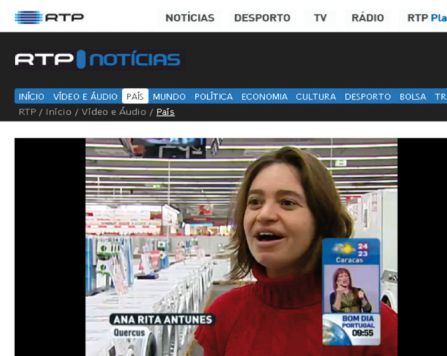 RTP NOTÍCIAS DESPORTO TV RÁDIO RTP Pla
RTP NOTÍCIAS
INÍCIO VÍDEO E ÁUDIO PAÍS MUNDO POLÍTICA ECONOMIA CULTURA DESPORTO BOLSA TR
RTP / Início / Vídeo e Áudio / País
24
23
Caracas
ANA RITA ANTUNES
Quercus
BOM DIA
PORTUGAL
09:55